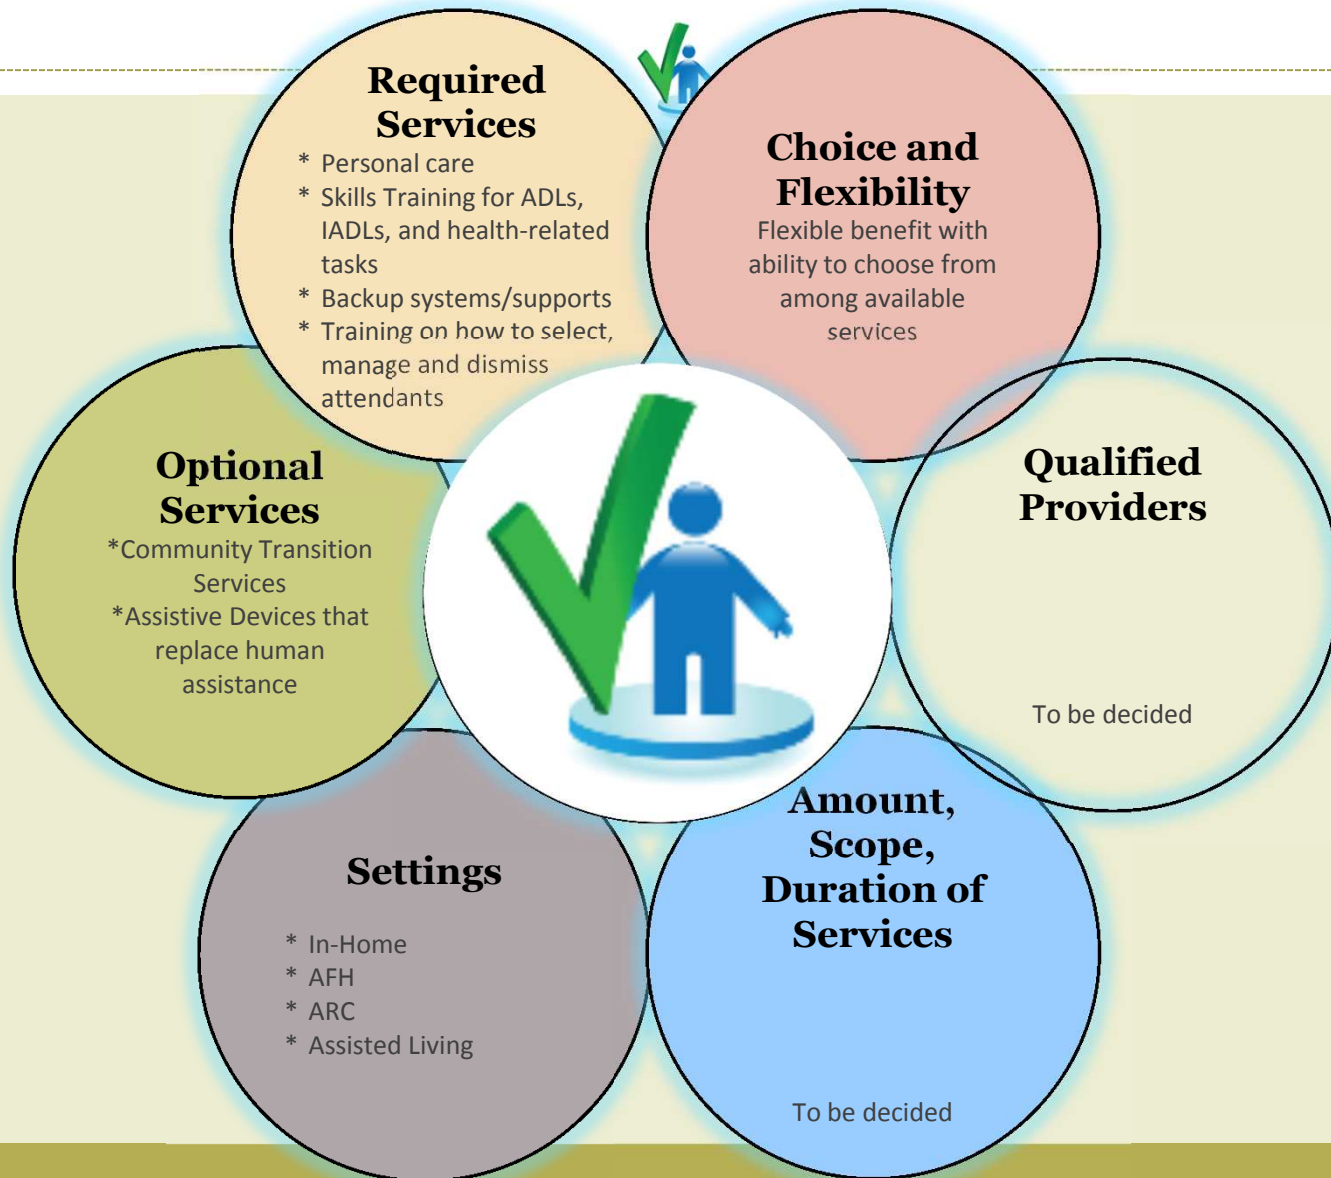 Required
Services
* Personal care
* Skills Training for ADLs,
IADLs, and health-related
tasks
* Backup systems/supports
* Training on how to select,
manage and dismiss
attendants
Choice and
Flexibility
Flexible benefit with
ability to choose from
among available
services
Qualified
Providers
To be decided
Amount,
Scope,
Duration of
Services
To be decided
Settings
* In-Home
* AFH
* ARC
* Assisted Living
Optional
Services
*Community Transition
Services
*Assistive Devices that
replace human
assistance